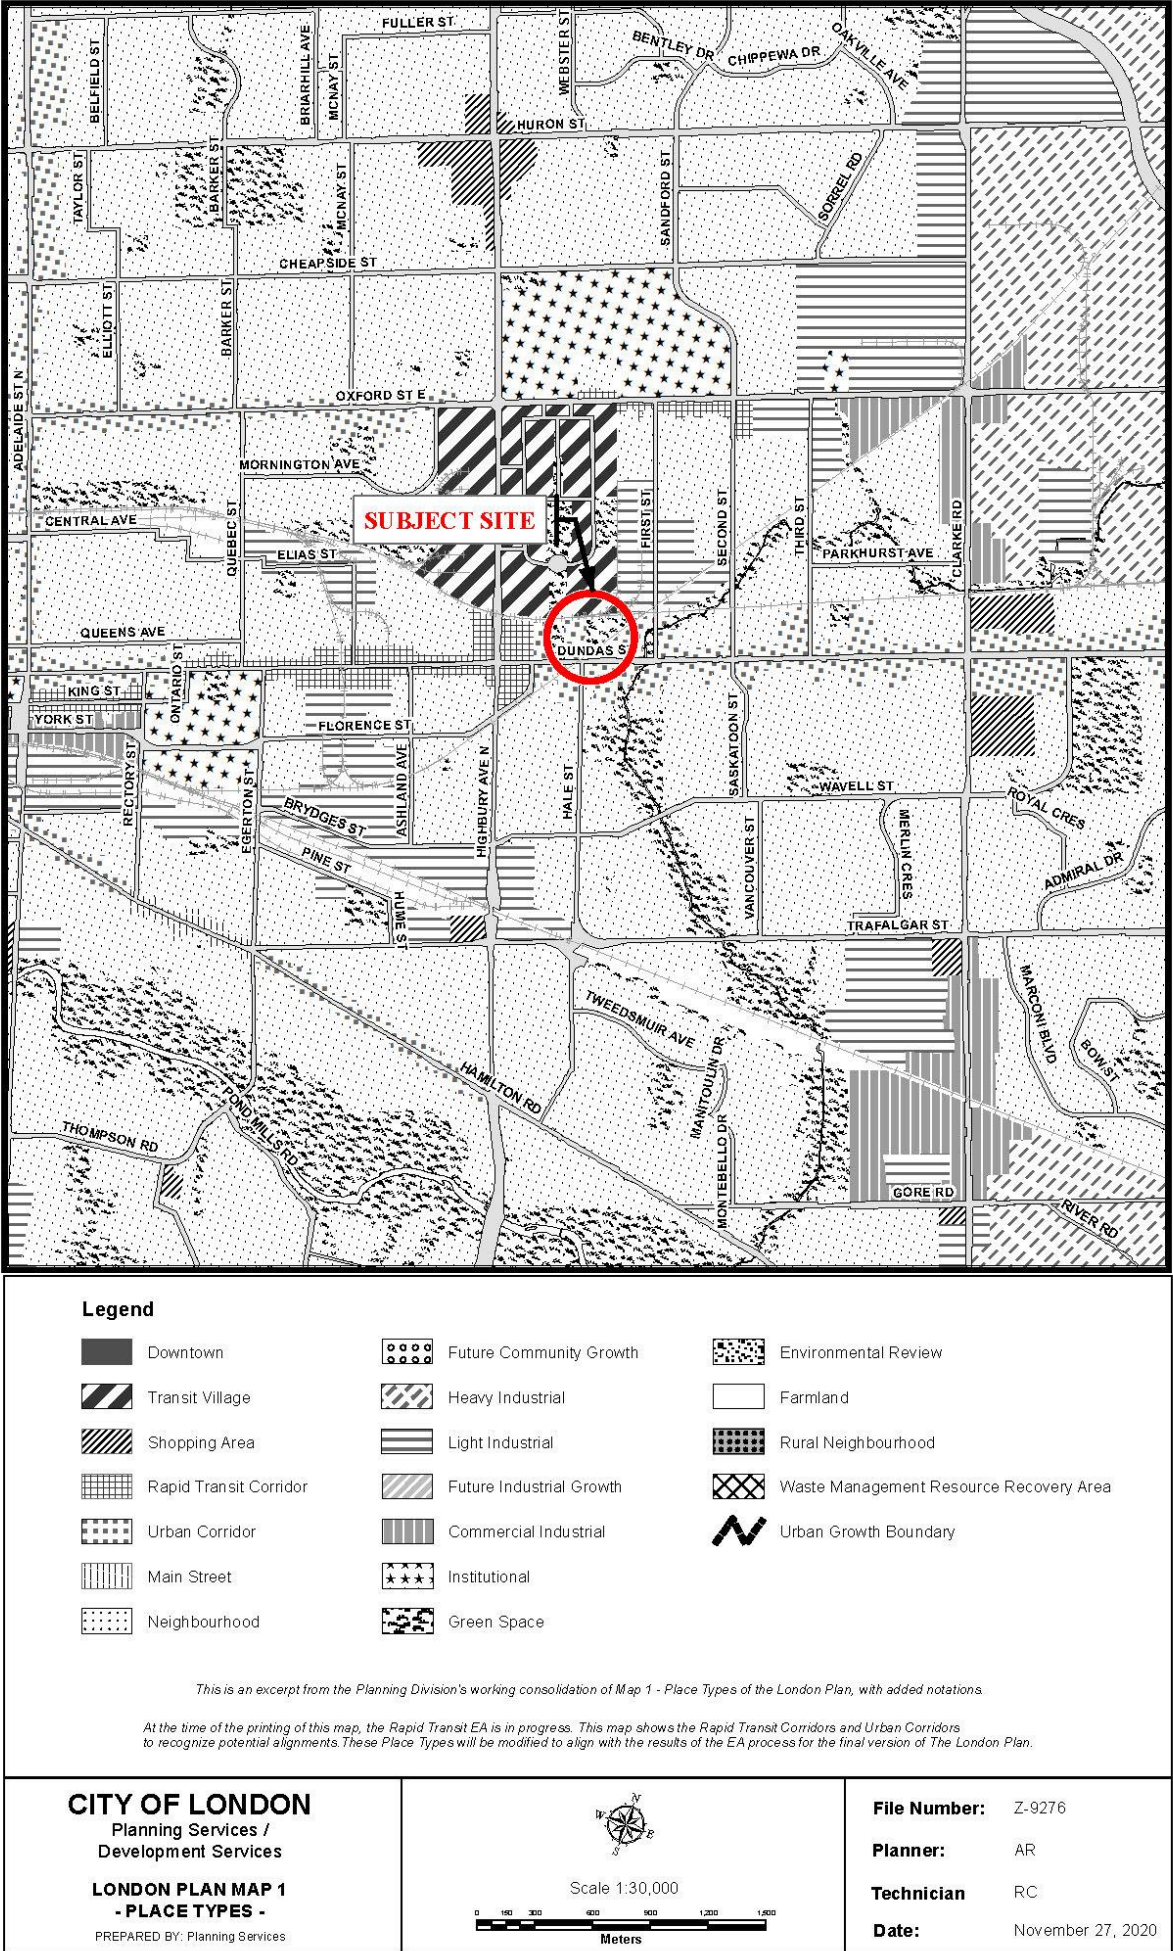 FULLER ST
WEBSTER ST
BENTLEY DR
CHIPPEWA DR
OAKVILLE AVE
BELFIELD ST
BRIARHILL AVE
MCNAY ST
HURON ST
TAYLOR ST
BARKER ST
MCNAY ST
SANDFORD ST
SORREL RD
CHEAPSIDE ST
ELLIOTT ST
BARKER ST
ADELAIDE ST N
OXFORD ST E
MORNINGTON AVE
CENTRAL AVE
QUEBEC ST
ELIAS ST
SUBJECT SITE
FIRST ST
SECOND ST
THIRD ST
PARKHURST AVE
CLARKE RD
QUEENS AVE
DUNDAS S
ONTARIO ST
KING ST
YORK ST
FLORENCE ST
RECTORY ST
EGERTON ST
ASHLAND AVE
HIGHBURY AVE N
HALE ST
SASKATOON ST
WAVELL ST
ROYAL CRES
BRYDGES ST
PINE ST
VANCOUVER ST
MERLIN CRES
ADMIRAL DR
HUME ST
TRAFALGAR ST
TWEEDSMUIR AVE
MARCONI BLVD
BOW ST
HAMILTON RD
MANITOULIN DR
THOMPSON RD
POND MILLS RD
MONTEBELLO DR
GORE RD
RIVER RD
Legend
Downtown
Transit Village
Shopping Area
Rapid Transit Corridor
Urban Corridor
Main Street
Neighbourhood
Future Community Growth
Heavy Industrial
Light Industrial
Future Industrial Growth
Commercial Industrial
Institutional
Green Space
Environmental Review
Farmland
Rural Neighbourhood
Waste Management Resource Recovery Area
Urban Growth Boundary
This is an excerpt from the Planning Division's working consolidation of Map 1 - Place Types of the London Plan, with added notations.
At the time of the printing of this map, the Rapid Transit EA is in progress. This map shows the Rapid Transit Corridors and Urban Corridors
to recognize potential alignments. These Place Types will be modified to align with the results of the EA process for the final version of The London Plan.
CITY OF LONDON
Planning Services /
Development Services
LONDON PLAN MAP 1
- PLACE TYPES -
PREPARED BY: Planning Services
N
W
E
S
Scale 1:30,000
0 150 300 600 900 1,200 1,500
Meters
File Number: Z-9276
Planner: AR
Technician RC
Date: November 27, 2020